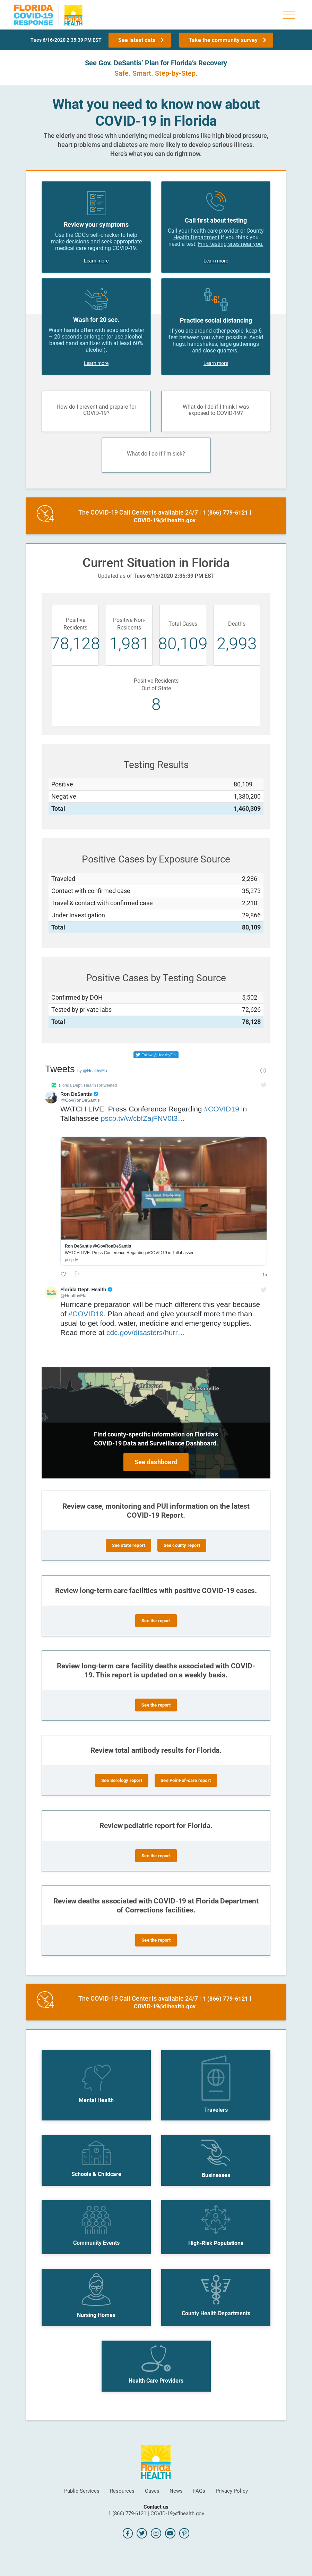 FLORIDA
COVID-19
RESPONSE
Florida
HEALTH
Tues 6/16/2020 2:35:39 PM EST
See latest data
Take the community survey
See Gov. DeSantis' Plan for Florida's Recovery
Safe. Smart. Step-by-Step.
What you need to know now about
COVID-19 in Florida
The elderly and those with underlying medical problems like high blood pressure,
heart problems and diabetes are more likely to develop serious illness.
Here's what you can do right now.
Review your symptoms
Use the CDC's self-checker to help
make decisions and seek appropriate
medical care regarding COVID-19.
Learn more
Call first about testing
Call your health care provider or County
Health Department if you think you
need a test. Find testing sites near you.
Learn more
Wash for 20 sec.
Wash hands often with soap and water
– 20 seconds or longer (or use alcohol-
based hand sanitizer with at least 60%
alcohol).
Learn more
6'
Practice social distancing
If you are around other people, keep 6
feet between you when possible. Avoid
hugs, handshakes, large gatherings
and close quarters.
Learn more
How do I prevent and prepare for
COVID-19?
What do I do if I think I was
exposed to COVID-19?
What do I do if I'm sick?
24
The COVID-19 Call Center is available 24/7 | 1 (866) 779-6121 |
COVID-19@flhealth.gov
Current Situation in Florida
Updated as of Tues 6/16/2020 2:35:39 PM EST
Positive
Residents
78,128
Positive Non-
Residents
1,981
Total Cases
80,109
Deaths
2,993
Positive Residents
Out of State
8
Testing Results
Positive 80,109
Negative 1,380,200
Total 1,460,309
Positive Cases by Exposure Source
Traveled 2,286
Contact with confirmed case 35,273
Travel & contact with confirmed case 2,210
Under Investigation 29,866
Total 80,109
Positive Cases by Testing Source
Confirmed by DOH 5,502
Tested by private labs 72,626
Total 78,128
Follow @HealthyFla
Tweets by @HealthyFla
Florida Dept. Health Retweeted
Ron DeSantis
@GovRonDeSantis
WATCH LIVE: Press Conference Regarding #COVID19 in
Tallahassee pscp.tv/w/cbfZajFNV0t3…
Ron DeSantis @GovRonDeSantis
WATCH LIVE: Press Conference Regarding #COVID19 in Tallahassee
pscp.tv
1h
Florida Dept. Health
@HealthyFla
Hurricane preparation will be much different this year because
of #COVID19. Plan ahead and give yourself more time than
usual to get food, water, medicine and emergency supplies.
Read more at cdc.gov/disasters/hurr…
Tallahassee
Jacksonville
Find county-specific information on Florida's
COVID-19 Data and Surveillance Dashboard.
See dashboard
Review case, monitoring and PUI information on the latest
COVID-19 Report.
See state report
See county report
Review long-term care facilities with positive COVID-19 cases.
See the report
Review long-term care facility deaths associated with COVID-
19. This report is updated on a weekly basis.
See the report
Review total antibody results for Florida.
See Serology report
See Point-of-care report
Review pediatric report for Florida.
See the report
Review deaths associated with COVID-19 at Florida Department
of Corrections facilities.
See the report
24
The COVID-19 Call Center is available 24/7 | 1 (866) 779-6121 |
COVID-19@flhealth.gov
Mental Health
Travelers
Schools & Childcare
Businesses
Community Events
High-Risk Populations
Nursing Homes
County Health Departments
Health Care Providers
Florida
HEALTH
Public Services Resources Cases News FAQs Privacy Policy
Contact us
1 (866) 779-6121 | COVID-19@flhealth.gov